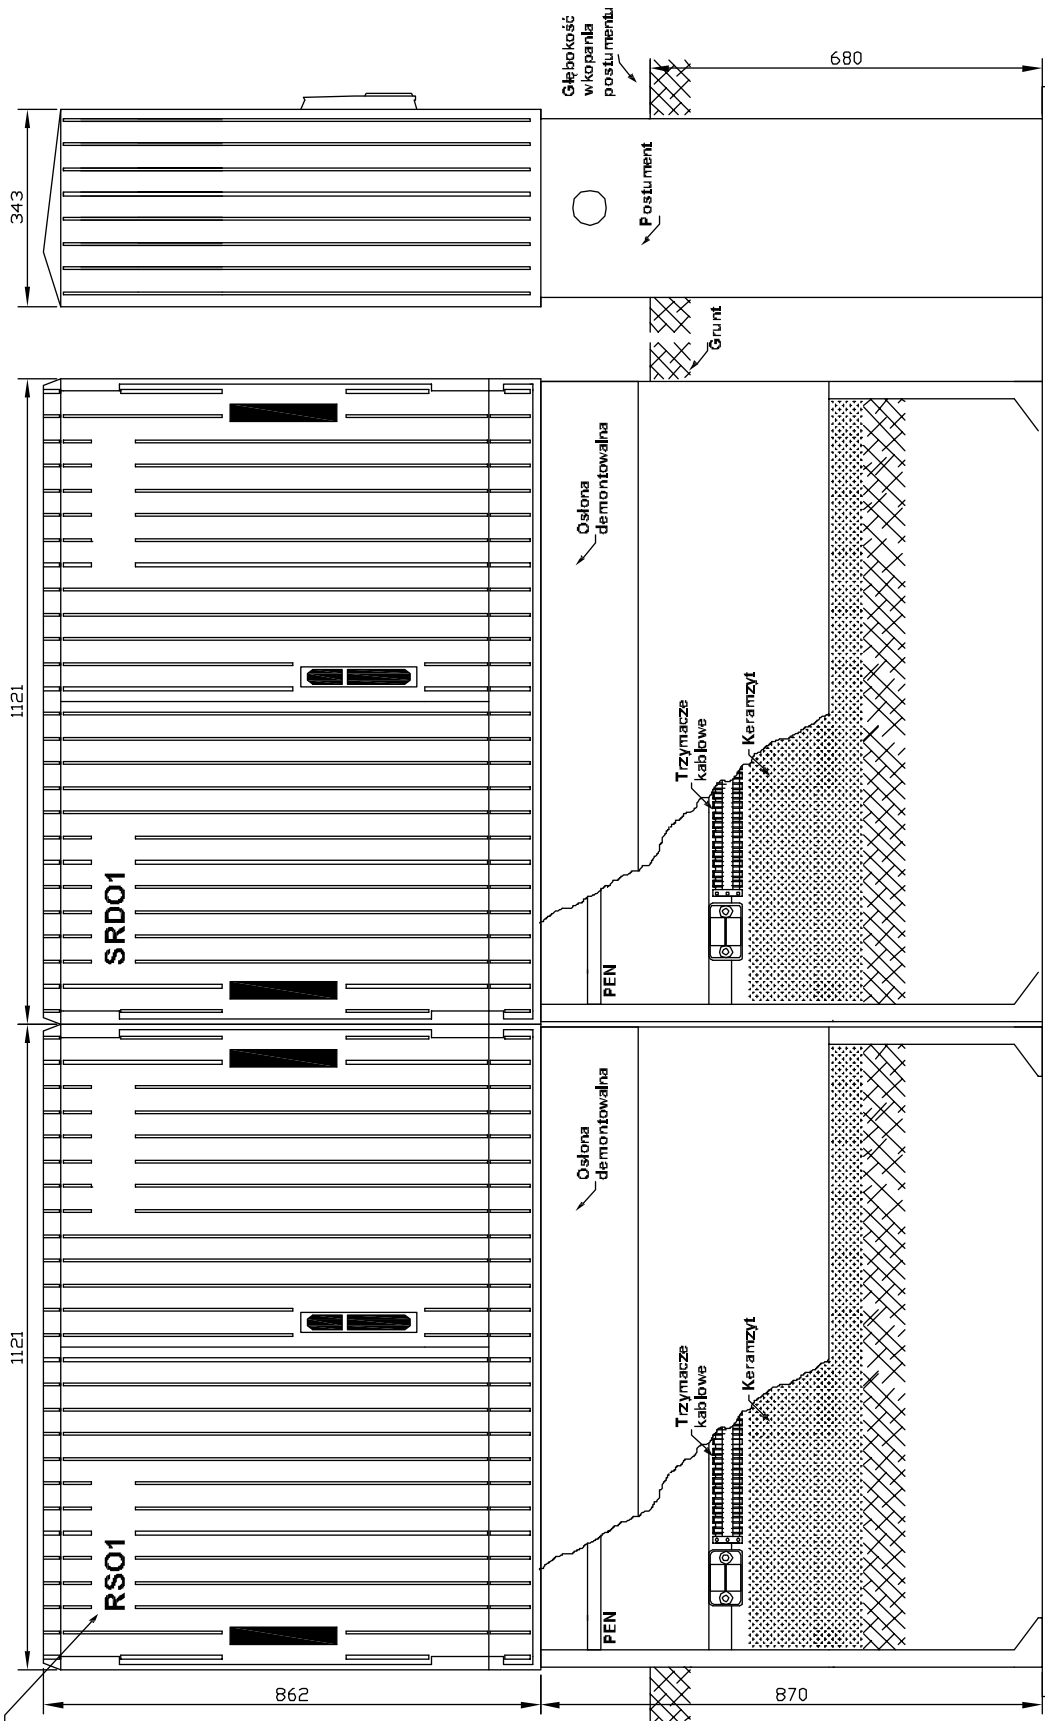 1121
1121
343
RSO1
SRDO1
862
870
680
PEN
PEN
Osłona
demontowalna
Osłona
demontowalna
Trzymacze
kablowe
Trzymacze
kablowe
Keramzyt
Keramzyt
Głębokość
wkopania
postumentu
Postument
Grunt